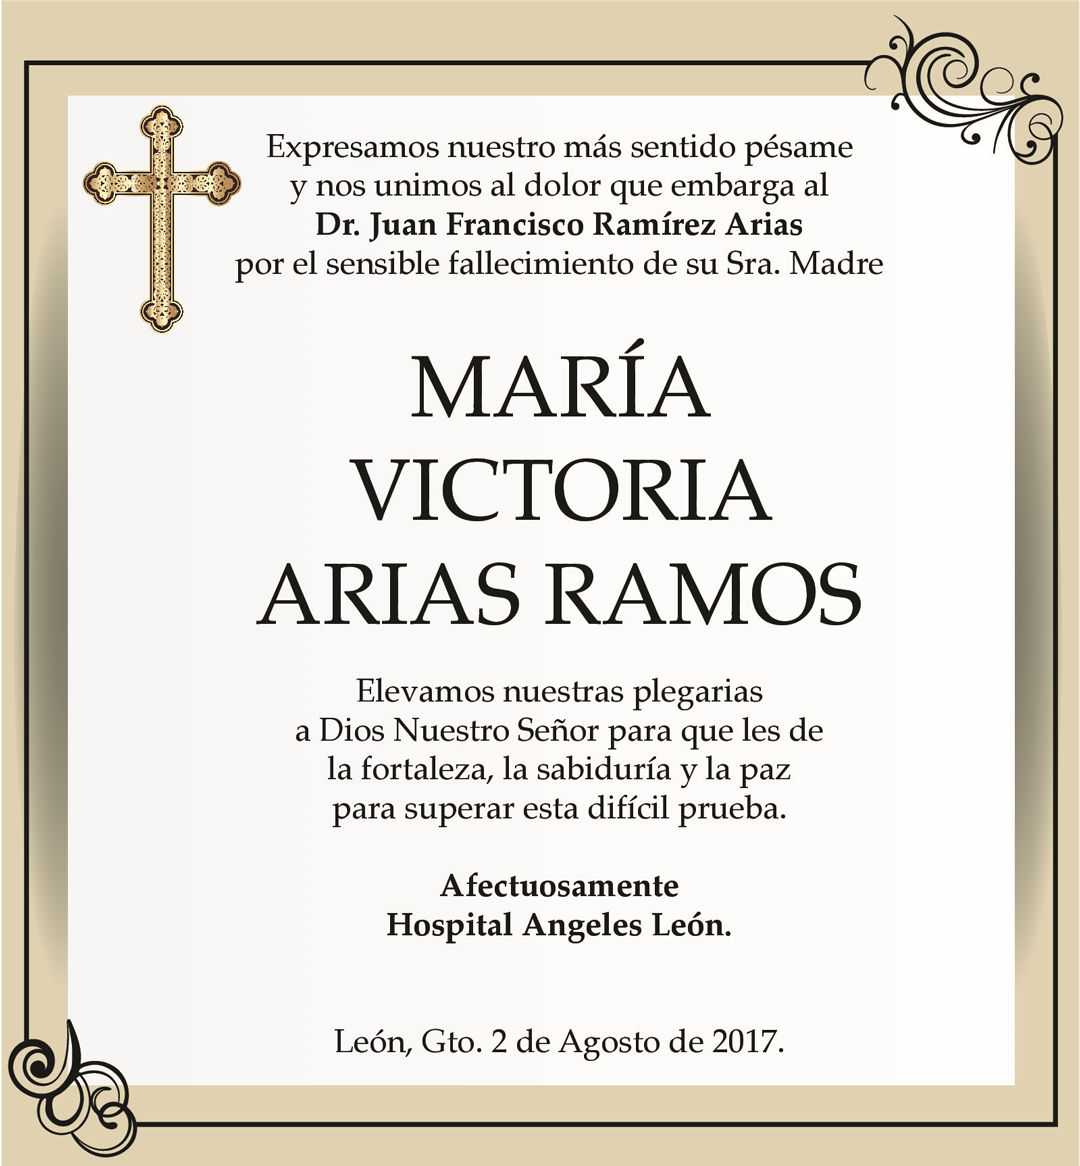 Expresamos nuestro más sentido pésame
y nos unimos al dolor que embarga al
Dr. Juan Francisco Ramírez Arias
por el sensible fallecimiento de su Sra. Madre
MARÍA
VICTORIA
ARIAS RAMOS
Elevamos nuestras plegarias
a Dios Nuestro Señor para que les de
la fortaleza, la sabiduría y la paz
para superar esta difícil prueba.
Afectuosamente
Hospital Angeles León.
León, Gto. 2 de Agosto de 2017.